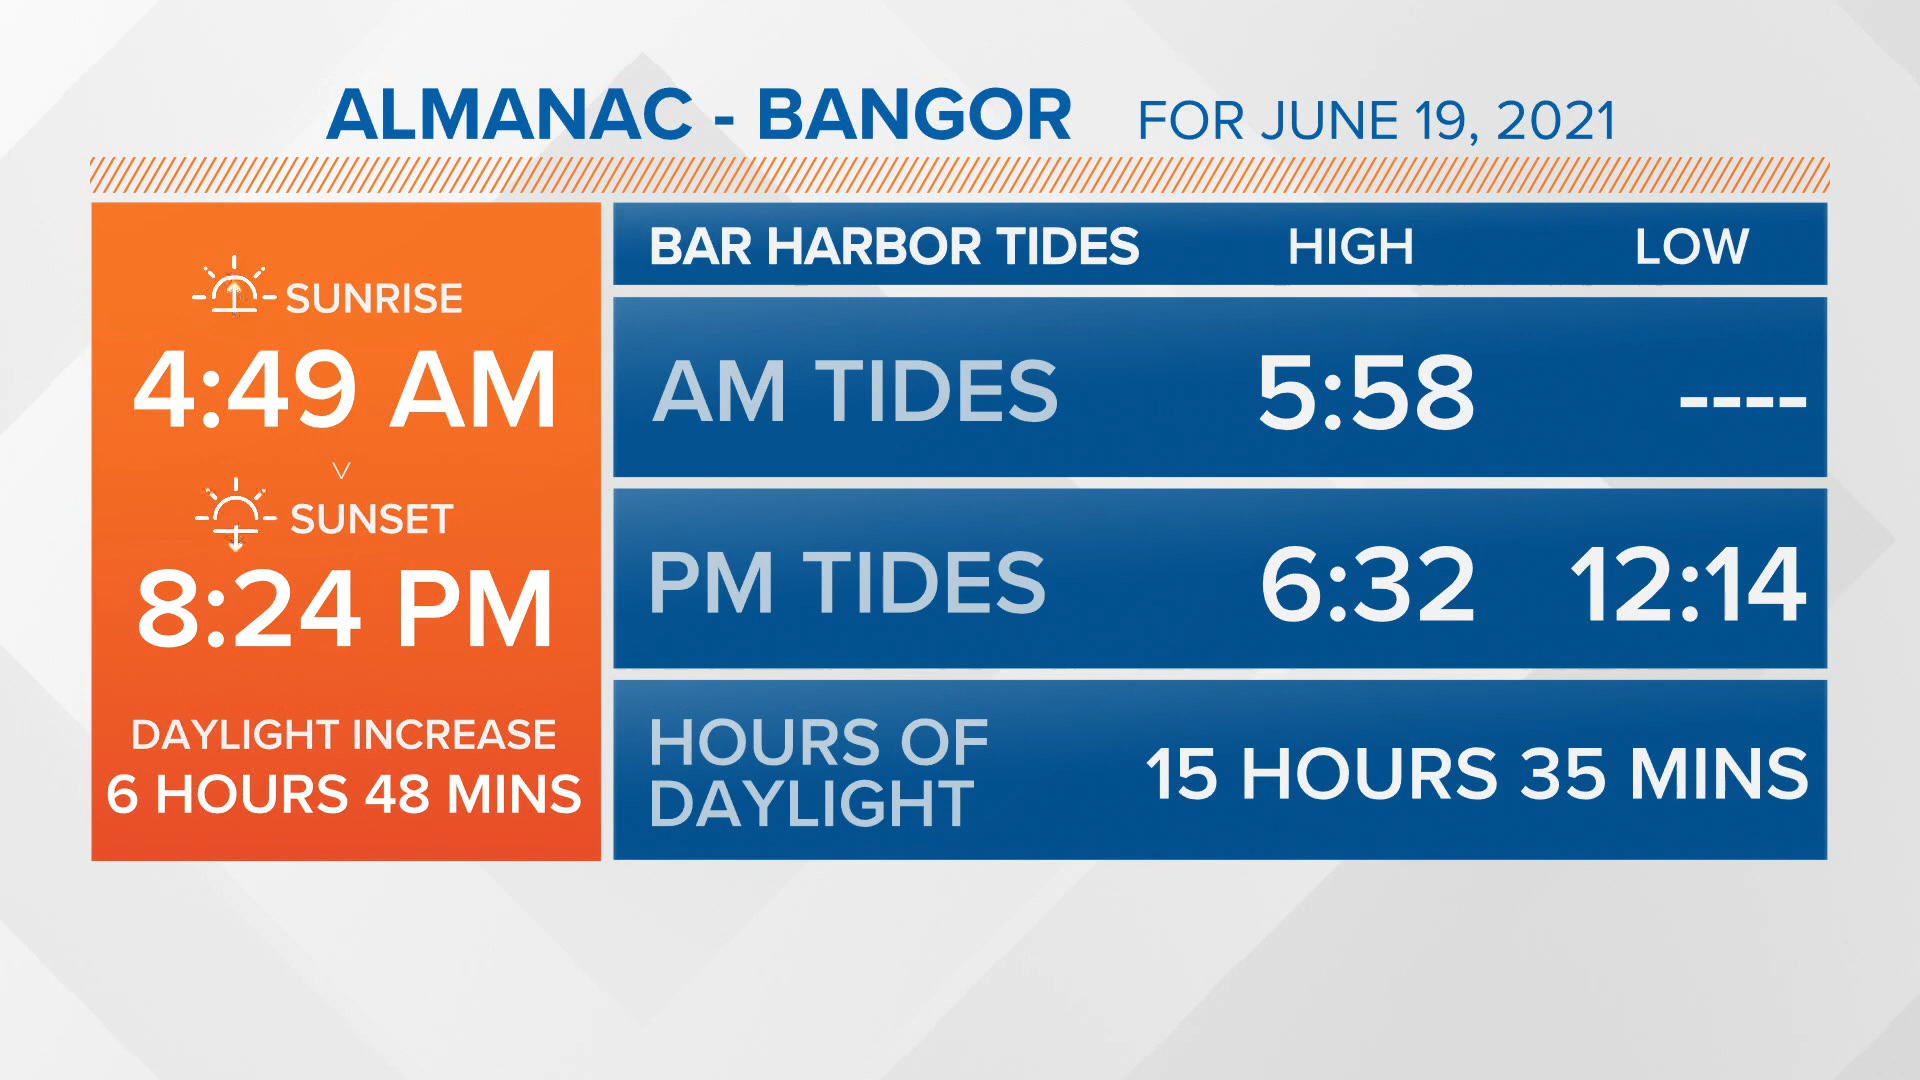 ALMANAC - BANGOR FOR JUNE 19, 2021
SUNRISE
4:49 AM
SUNSET
8:24 PM
DAYLIGHT INCREASE
6 HOURS 48 MINS
BAR HARBOR TIDES HIGH LOW
AM TIDES 5:58 ----
PM TIDES 6:32 12:14
HOURS OF
DAYLIGHT
15 HOURS 35 MINS